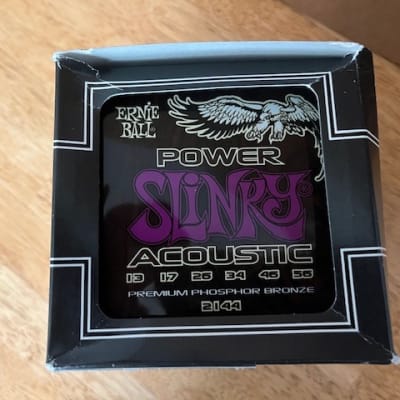 ERNIE
BALL
POWER
SLINKY
ACOUSTIC
13 17 26 34 46 56
PREMIUM PHOSPHOR BRONZE
2144